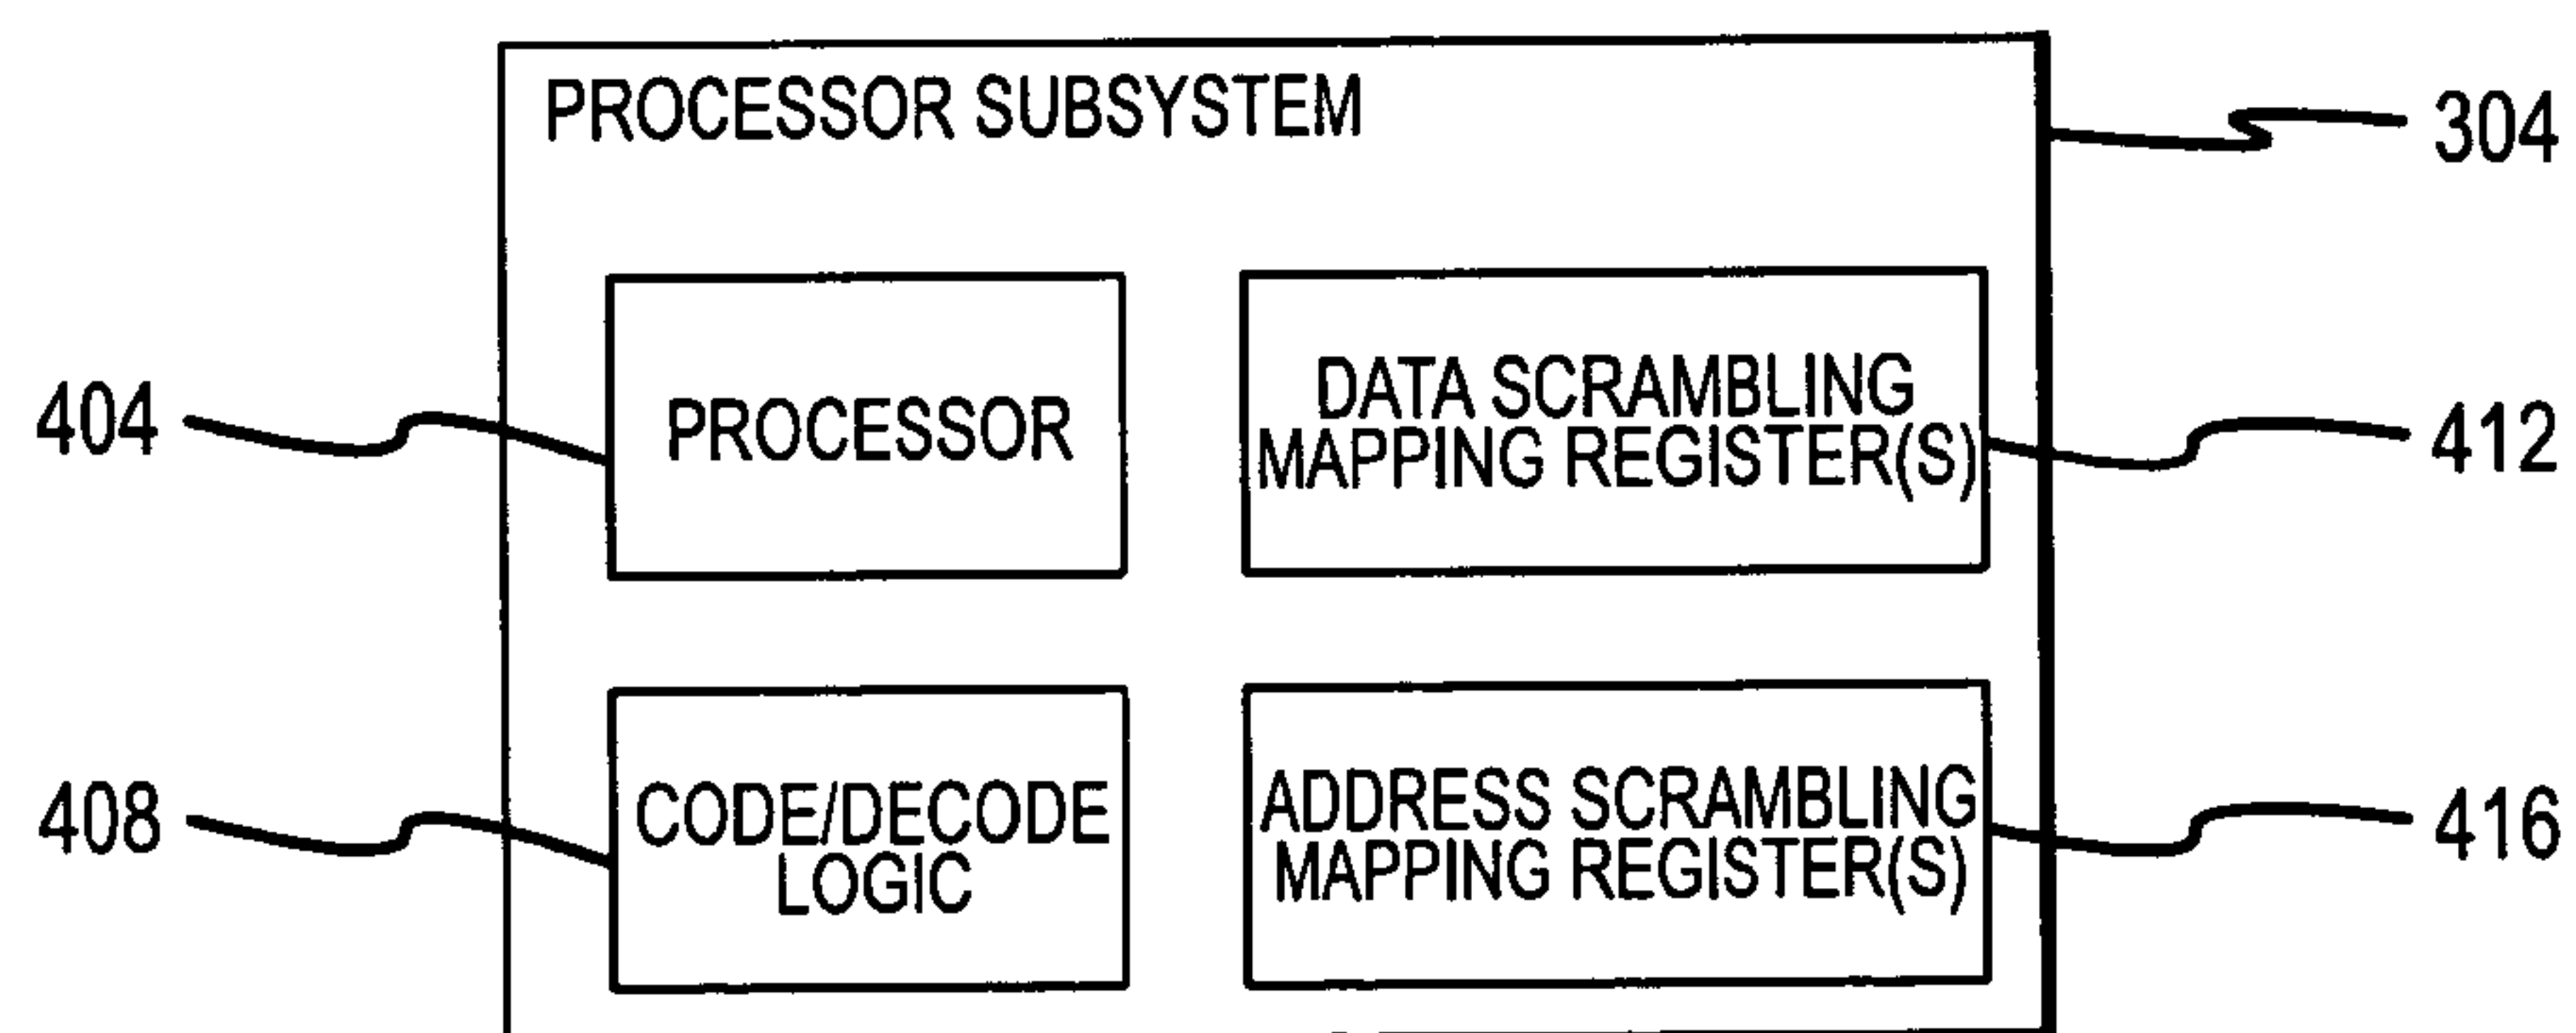 PROCESSOR SUBSYSTEM
304
404
PROCESSOR
DATA SCRAMBLING
MAPPING REGISTER(S)
412
408
CODE/DECODE
LOGIC
ADDRESS SCRAMBLING
MAPPING REGISTER(S)
416